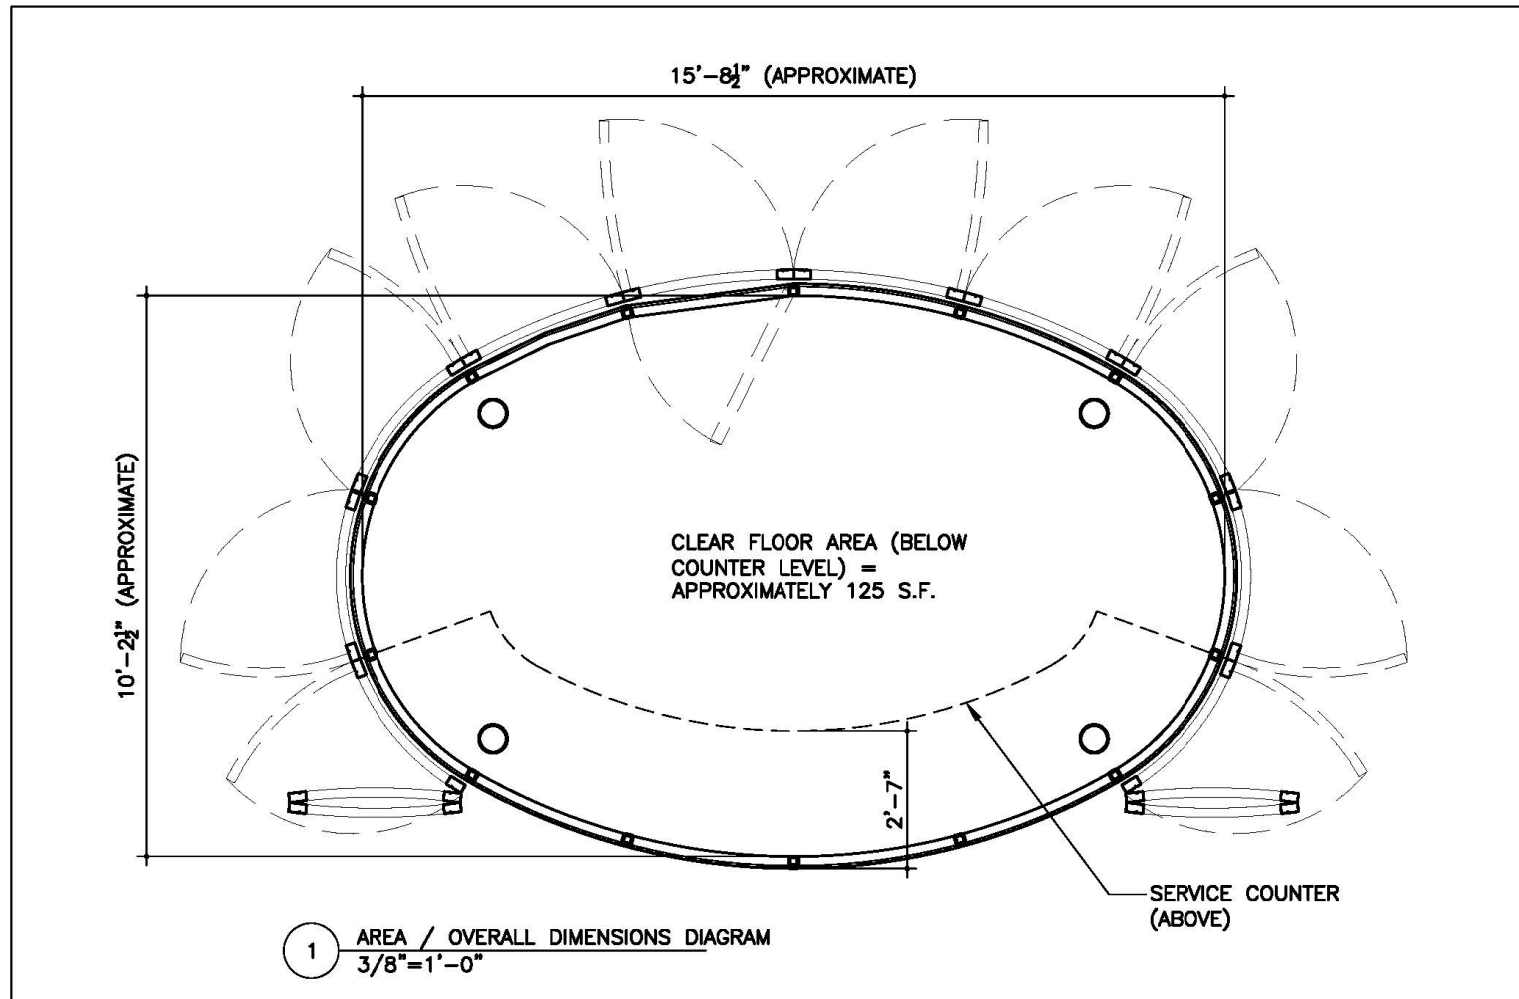 15'-8½" (APPROXIMATE)
10'-2½" (APPROXIMATE)
CLEAR FLOOR AREA (BELOW
COUNTER LEVEL) =
APPROXIMATELY 125 S.F.
2'-7"
SERVICE COUNTER
(ABOVE)
1
AREA / OVERALL DIMENSIONS DIAGRAM
3/8"=1'-0"